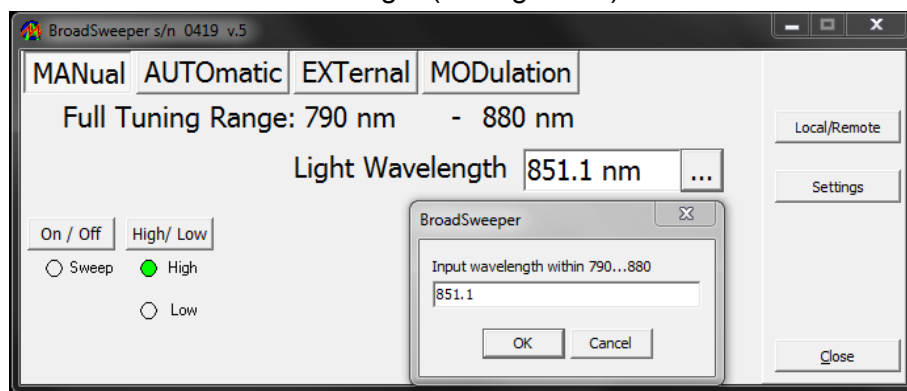 BroadSweeper s/n 0419 v.5
MANual AUTOmatic EXTernal MODulation
Full Tuning Range: 790 nm - 880 nm
Local/Remote
Light Wavelength 851.1 nm ...
Settings
BroadSweeper
On / Off High/ Low
Input wavelength within 790...880
Sweep High
851.1
Low
OK Cancel
Close